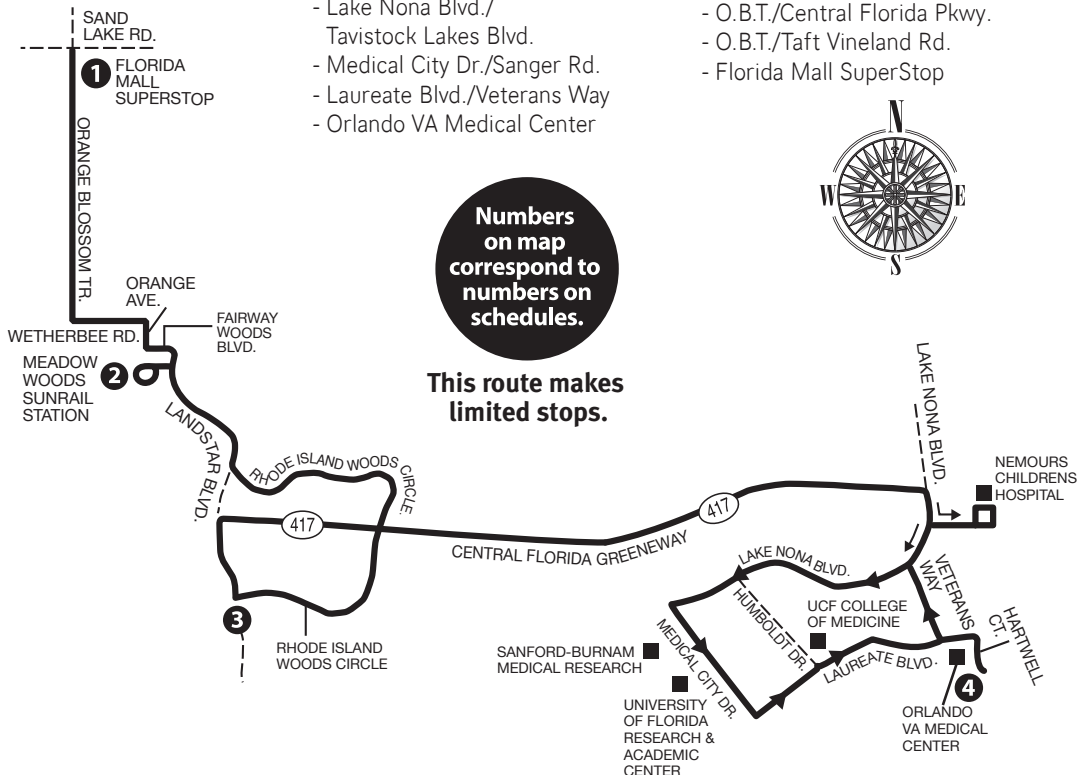 - Lake Nona Blvd./
Tavistock Lakes Blvd.
- Medical City Dr./Sanger Rd.
- Laureate Blvd./Veterans Way
- Orlando VA Medical Center
- O.B.T./Central Florida Pkwy.
- O.B.T./Taft Vineland Rd.
- Florida Mall SuperStop
N
W
E
S
Numbers
on map
correspond to
numbers on
schedules.
This route makes
limited stops.
SAND
LAKE RD.
1
FLORIDA
MALL
SUPERSTOP
ORANGE BLOSSOM TR.
ORANGE
AVE.
FAIRWAY
WOODS
BLVD.
WETHERBEE RD.
MEADOW
WOODS
SUNRAIL
STATION
2
LANDSTAR BLVD.
RHODE ISLAND WOODS CIRCLE.
417
CENTRAL FLORIDA GREENEWAY
417
3
RHODE ISLAND
WOODS CIRCLE
LAKE NONA BLVD.
NEMOURS
CHILDRENS
HOSPITAL
LAKE NONA BLVD.
HUMBOLDT DR.
UCF COLLEGE
OF MEDICINE
VETERANS
WAY
HARTWELL
CT.
SANFORD-BURNAM
MEDICAL RESEARCH
MEDICAL CITY DR.
LAUREATE BLVD.
UNIVERSITY
OF FLORIDA
RESEARCH &
ACADEMIC
CENTER
4
ORLANDO
VA MEDICAL
CENTER